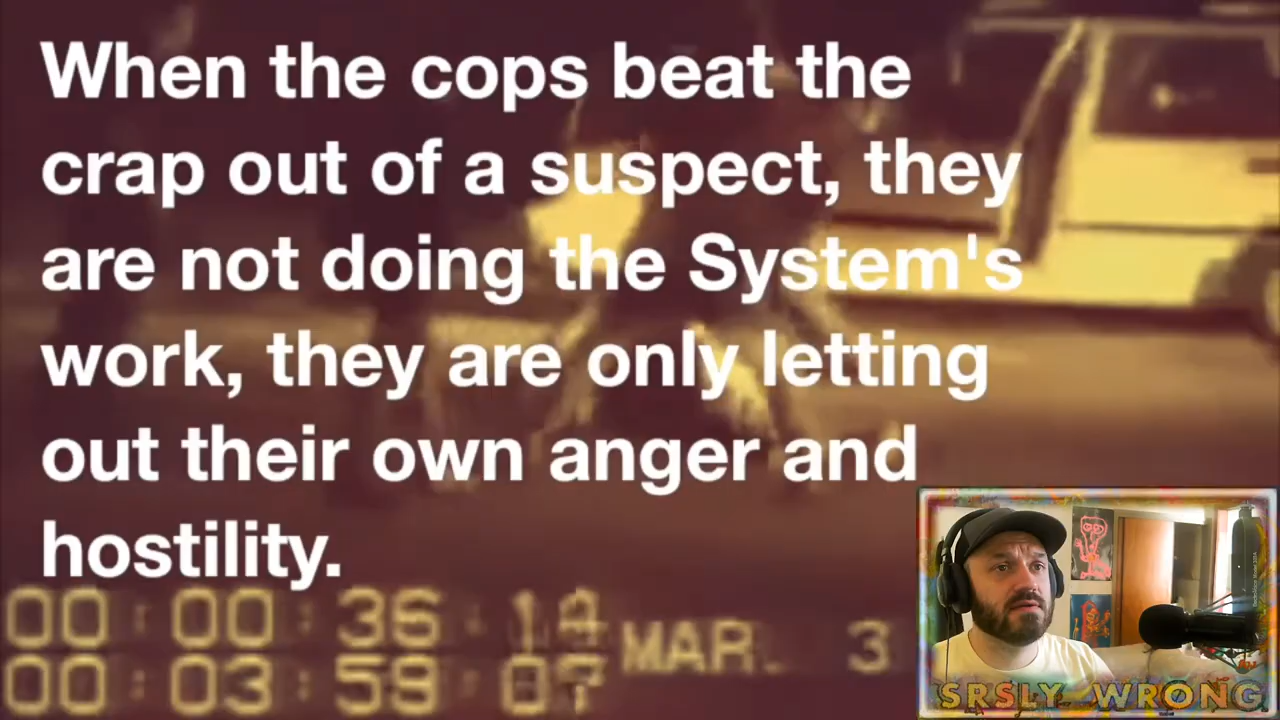 When the cops beat the
crap out of a suspect, they
are not doing the System's
work, they are only letting
out their own anger and
hostility.
00:00:36:14
MAR. 3
00:03:59:07
SRSLY WRONG